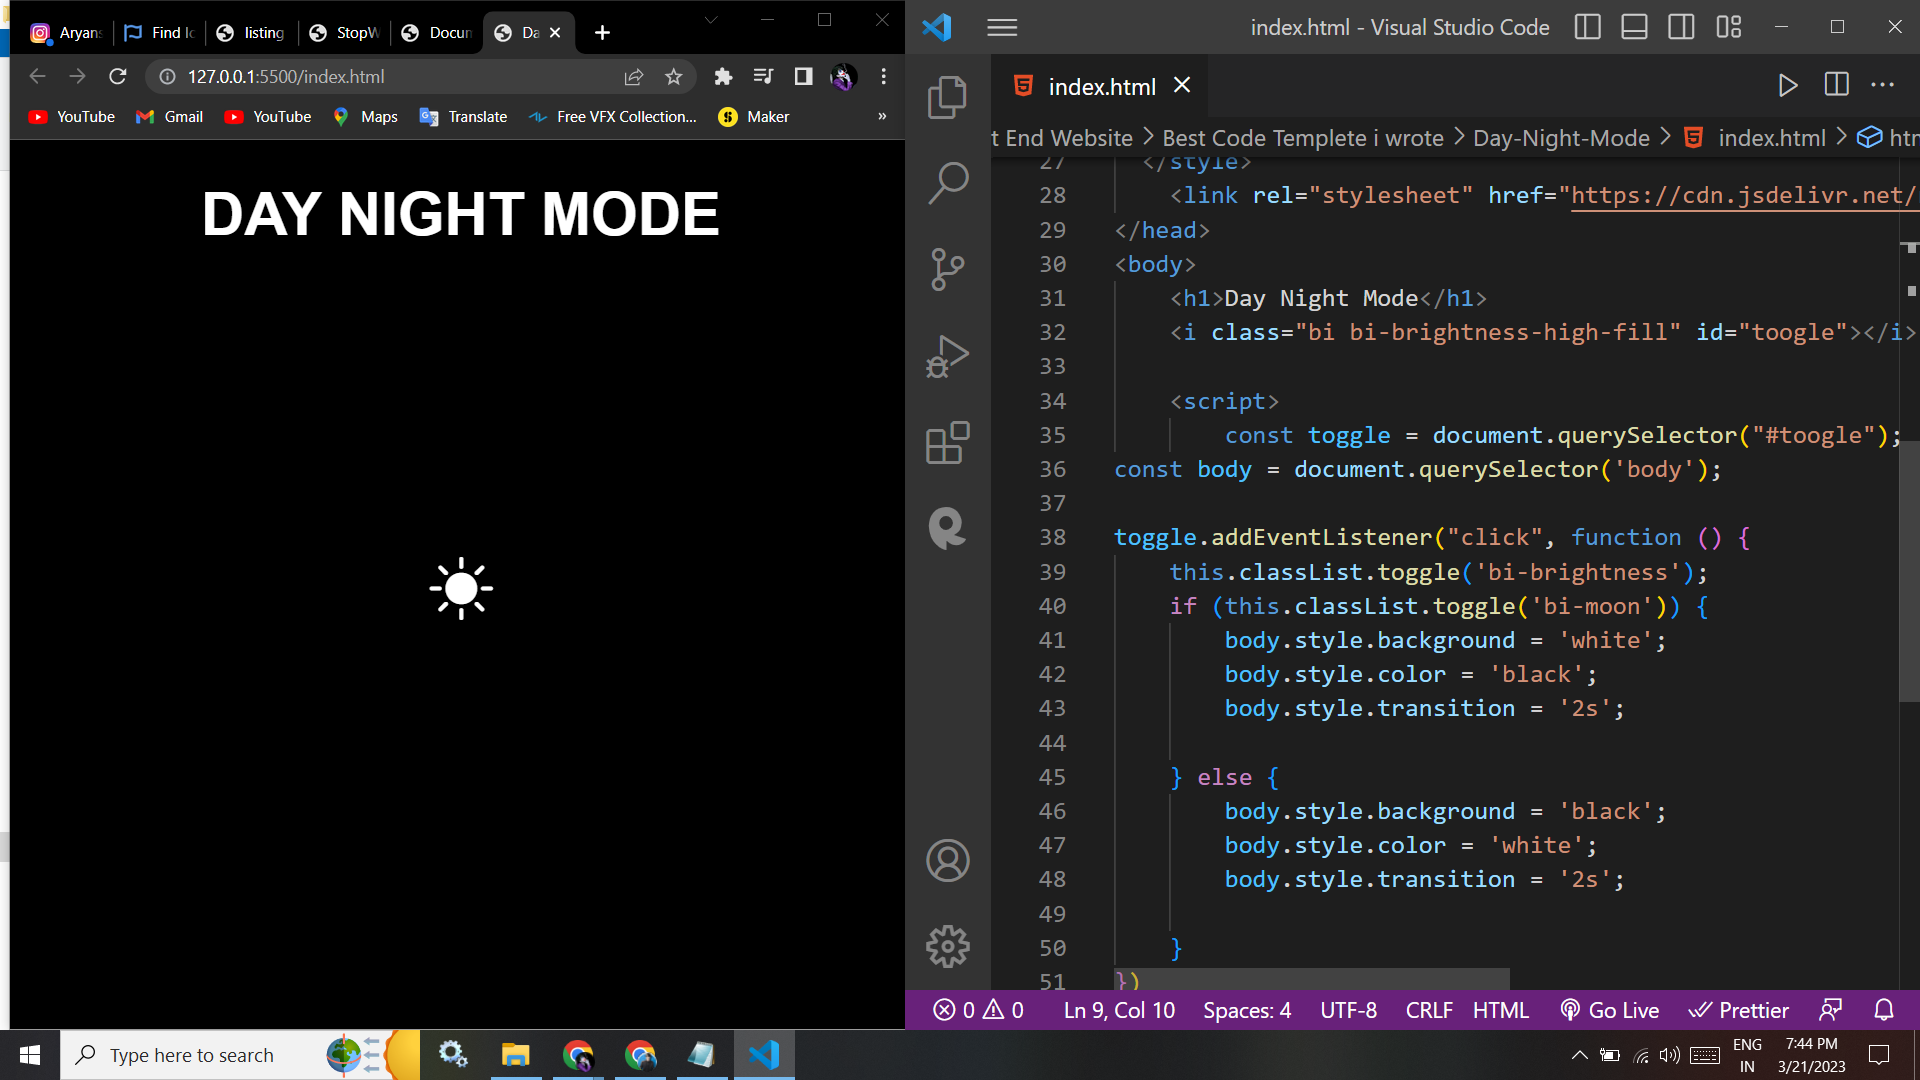 Aryans
Find Ic
listing
StopW
Docum
Da
127.0.0.1:5500/index.html
YouTube
Gmail
YouTube
Maps
Translate
Free VFX Collection...
Maker
»
DAY NIGHT MODE
index.html - Visual Studio Code
index.html
t End Website > Best Code Templete i wrote > Day-Night-Mode > index.html > htm
27 </style>
28 <link rel="stylesheet" href="https://cdn.jsdelivr.net/
29 </head>
30 <body>
31 <h1>Day Night Mode</h1>
32 <i class="bi bi-brightness-high-fill" id="toogle"></i>
33
34 <script>
35 const toggle = document.querySelector("#toogle");
36 const body = document.querySelector('body');
37
38 toggle.addEventListener("click", function () {
39 this.classList.toggle('bi-brightness');
40 if (this.classList.toggle('bi-moon')) {
41 body.style.background = 'white';
42 body.style.color = 'black';
43 body.style.transition = '2s';
44
45 } else {
46 body.style.background = 'black';
47 body.style.color = 'white';
48 body.style.transition = '2s';
49
50 }
51 })
0 0 Ln 9, Col 10 Spaces: 4 UTF-8 CRLF HTML Go Live Prettier
Type here to search
ENG
IN
7:44 PM
3/21/2023